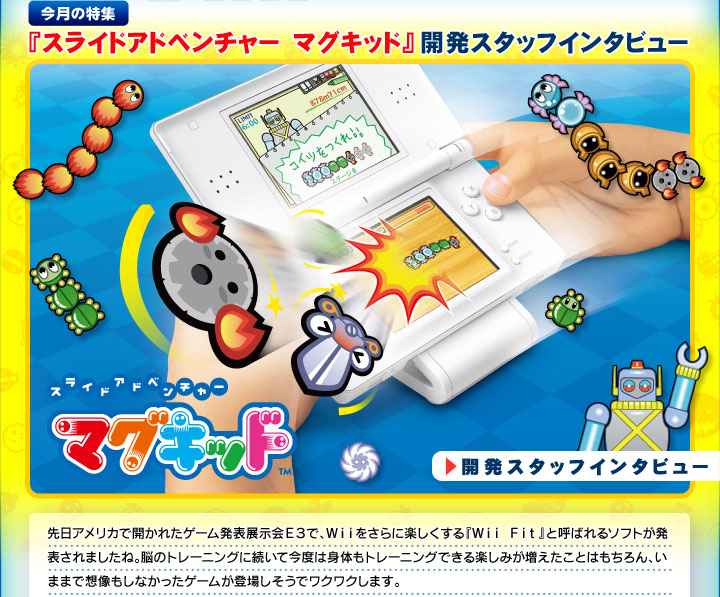 今月の特集
『スライドアドベンチャー マグキッド』開発スタッフインタビュー
LIMIT
6:00
878m71cm
コイツをつくれ!!
ステージ8
スライドアドベンチャー
マグキッド
TM
開発スタッフインタビュー
先日アメリカで開かれたゲーム発表展示会E3で、Wiiをさらに楽しくする『Wii Fit』と呼ばれるソフトが発
表されましたね。脳のトレーニングに続いて今度は身体もトレーニングできる楽しみが増えたことはもちろん、い
ままで想像もしなかったゲームが登場しそうでワクワクします。